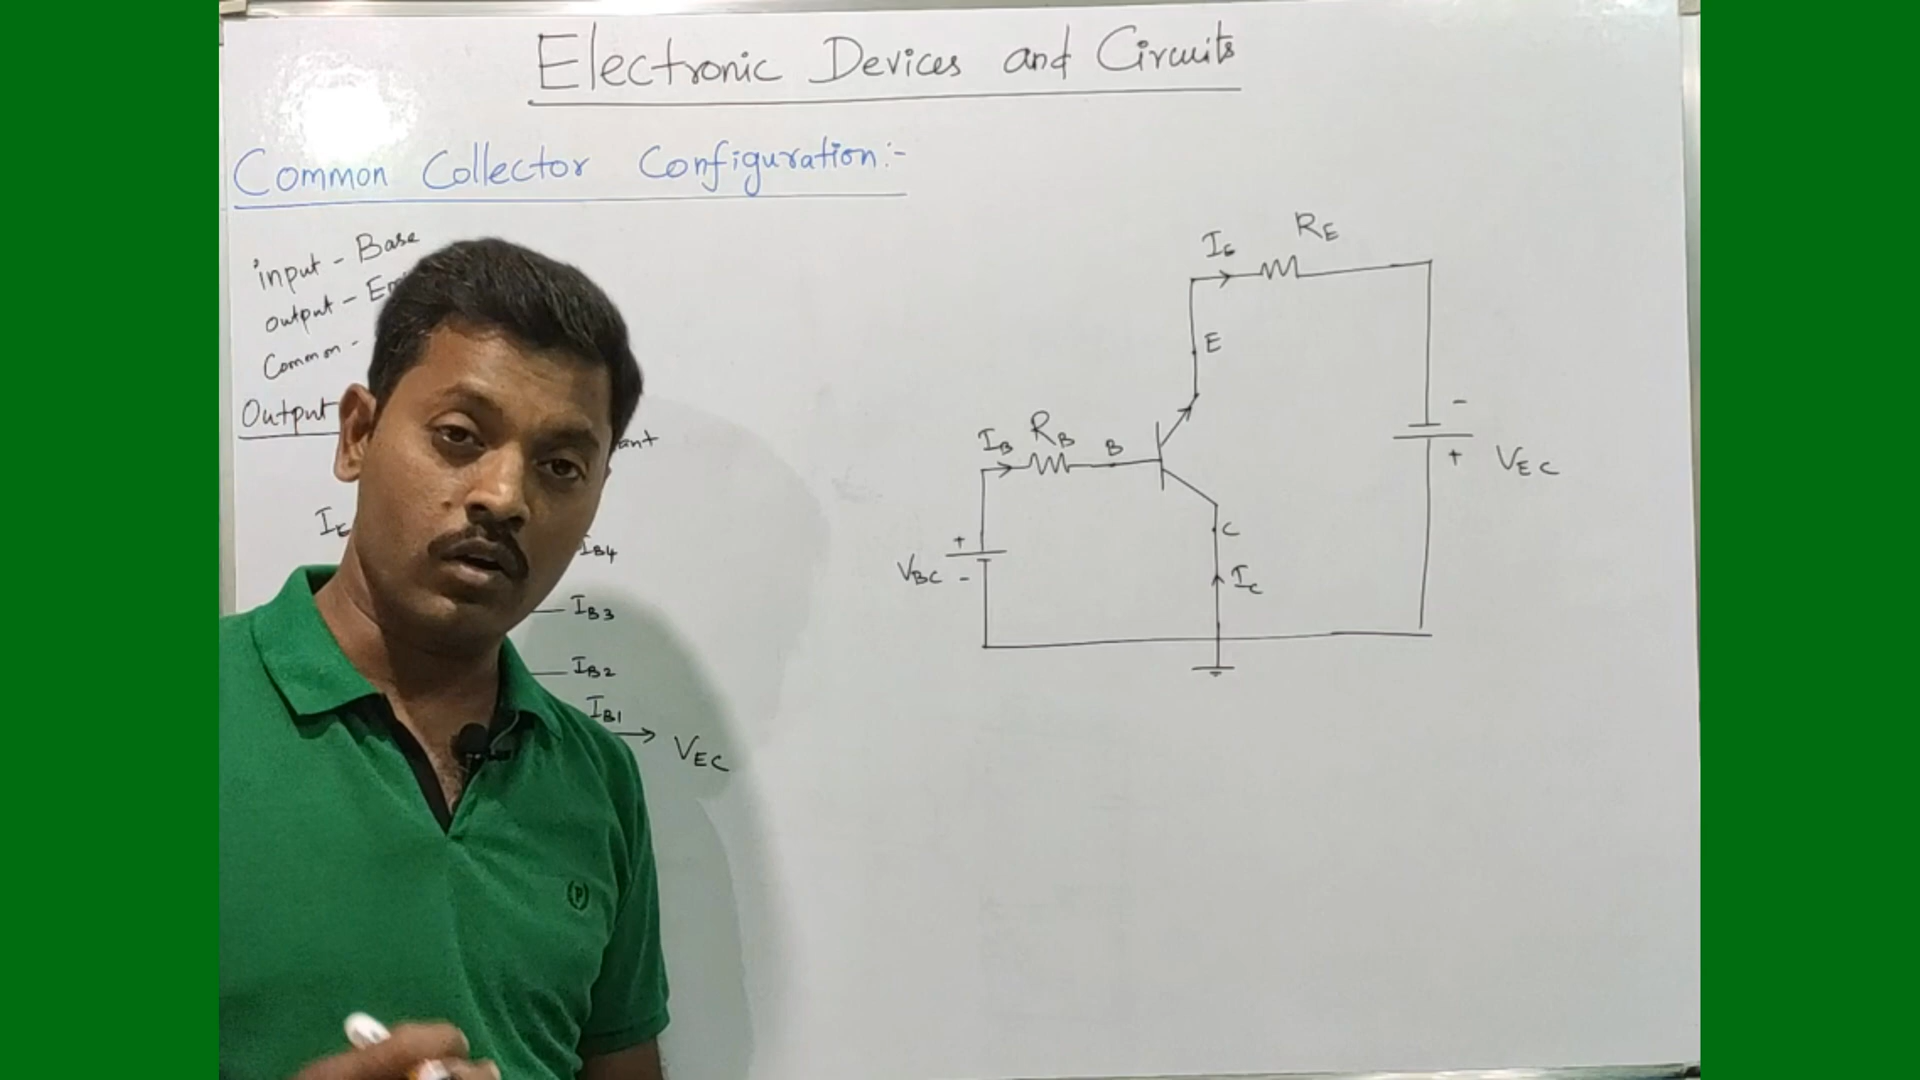 Electronic Devices and Circuits
Common Collector Configuration:-
input - Base
output -
Common -
Output
IE
IB4
IB3
IB2
IB1
VEC
IE
RE
E
IB
RB
B
-
+
VEC
C
IC
+
-
VBC
(P)